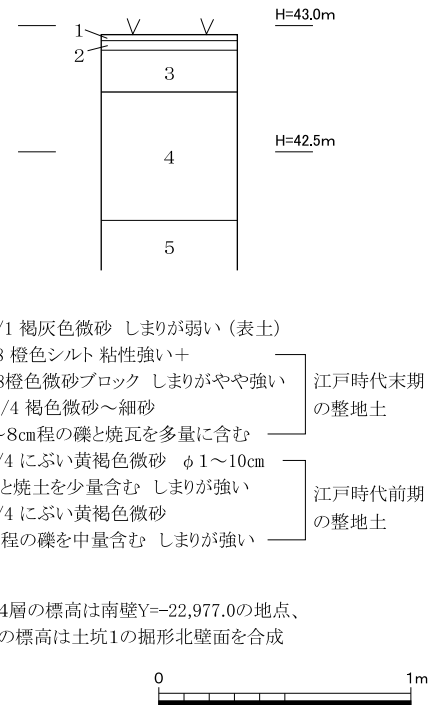 H=43.0m
1
2
3
H=42.5m
4
5
/1 褐灰色微砂 しまりが弱い (表土)
8 橙色シルト 粘性強い+
8橙色微砂ブロック しまりがやや強い
/4 褐色微砂～細砂
～8cm程の礫と焼瓦を多量に含む
江戸時代末期
の整地土
/4 にぶい黄褐色微砂 φ1～10cm
と焼土を少量含む しまりが強い
/4 にぶい黄褐色微砂
程の礫を中量含む しまりが強い
江戸時代前期
の整地土
4層の標高は南壁Y=-22,977.0の地点、
の標高は土坑1の掘形北壁面を合成
0 1m